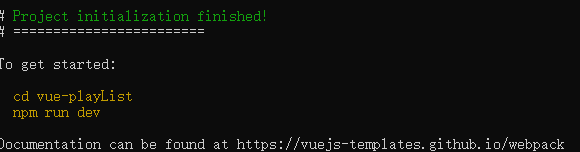 # Project initialization finished!
# ========================
To get started:
cd vue-playList
npm run dev
Documentation can be found at https://vuejs-templates.github.io/webpack